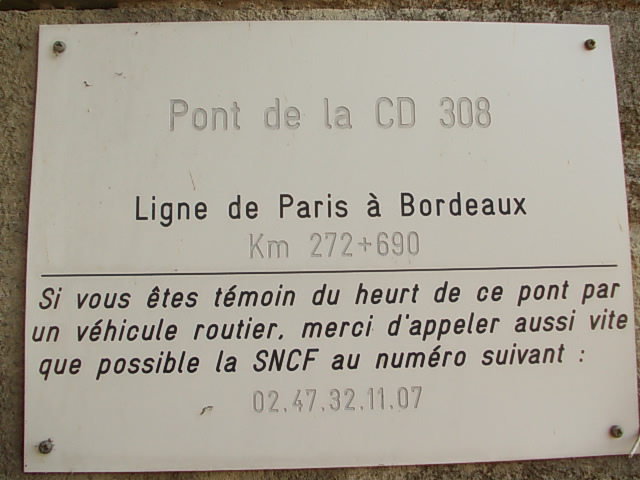 Pont de la CD 308
Ligne de Paris à Bordeaux
Km 272+690
Si vous êtes témoin du heurt de ce pont par
un véhicule routier, merci d'appeler aussi vite
que possible la SNCF au numéro suivant :
02.47.32.11.07